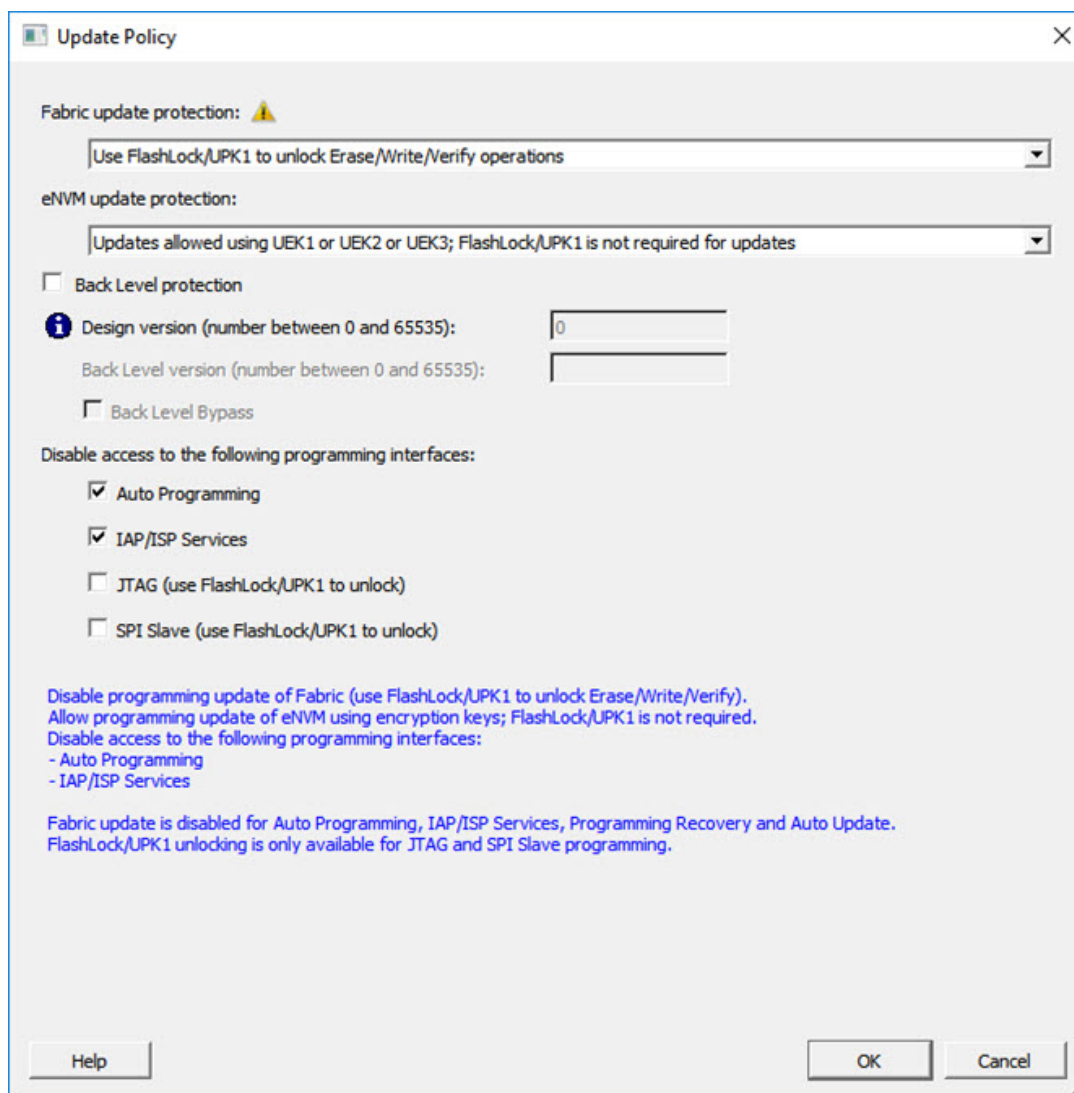 Update Policy
Fabric update protection:
Use FlashLock/UPK1 to unlock Erase/Write/Verify operations
eNVM update protection:
Updates allowed using UEK1 or UEK2 or UEK3; FlashLock/UPK1 is not required for updates
Back Level protection
Design version (number between 0 and 65535): 0
Back Level version (number between 0 and 65535):
Back Level Bypass
Disable access to the following programming interfaces:
Auto Programming
IAP/ISP Services
JTAG (use FlashLock/UPK1 to unlock)
SPI Slave (use FlashLock/UPK1 to unlock)
Disable programming update of Fabric (use FlashLock/UPK1 to unlock Erase/Write/Verify).
Allow programming update of eNVM using encryption keys; FlashLock/UPK1 is not required.
Disable access to the following programming interfaces:
- Auto Programming
- IAP/ISP Services
Fabric update is disabled for Auto Programming, IAP/ISP Services, Programming Recovery and Auto Update.
FlashLock/UPK1 unlocking is only available for JTAG and SPI Slave programming.
Help OK Cancel